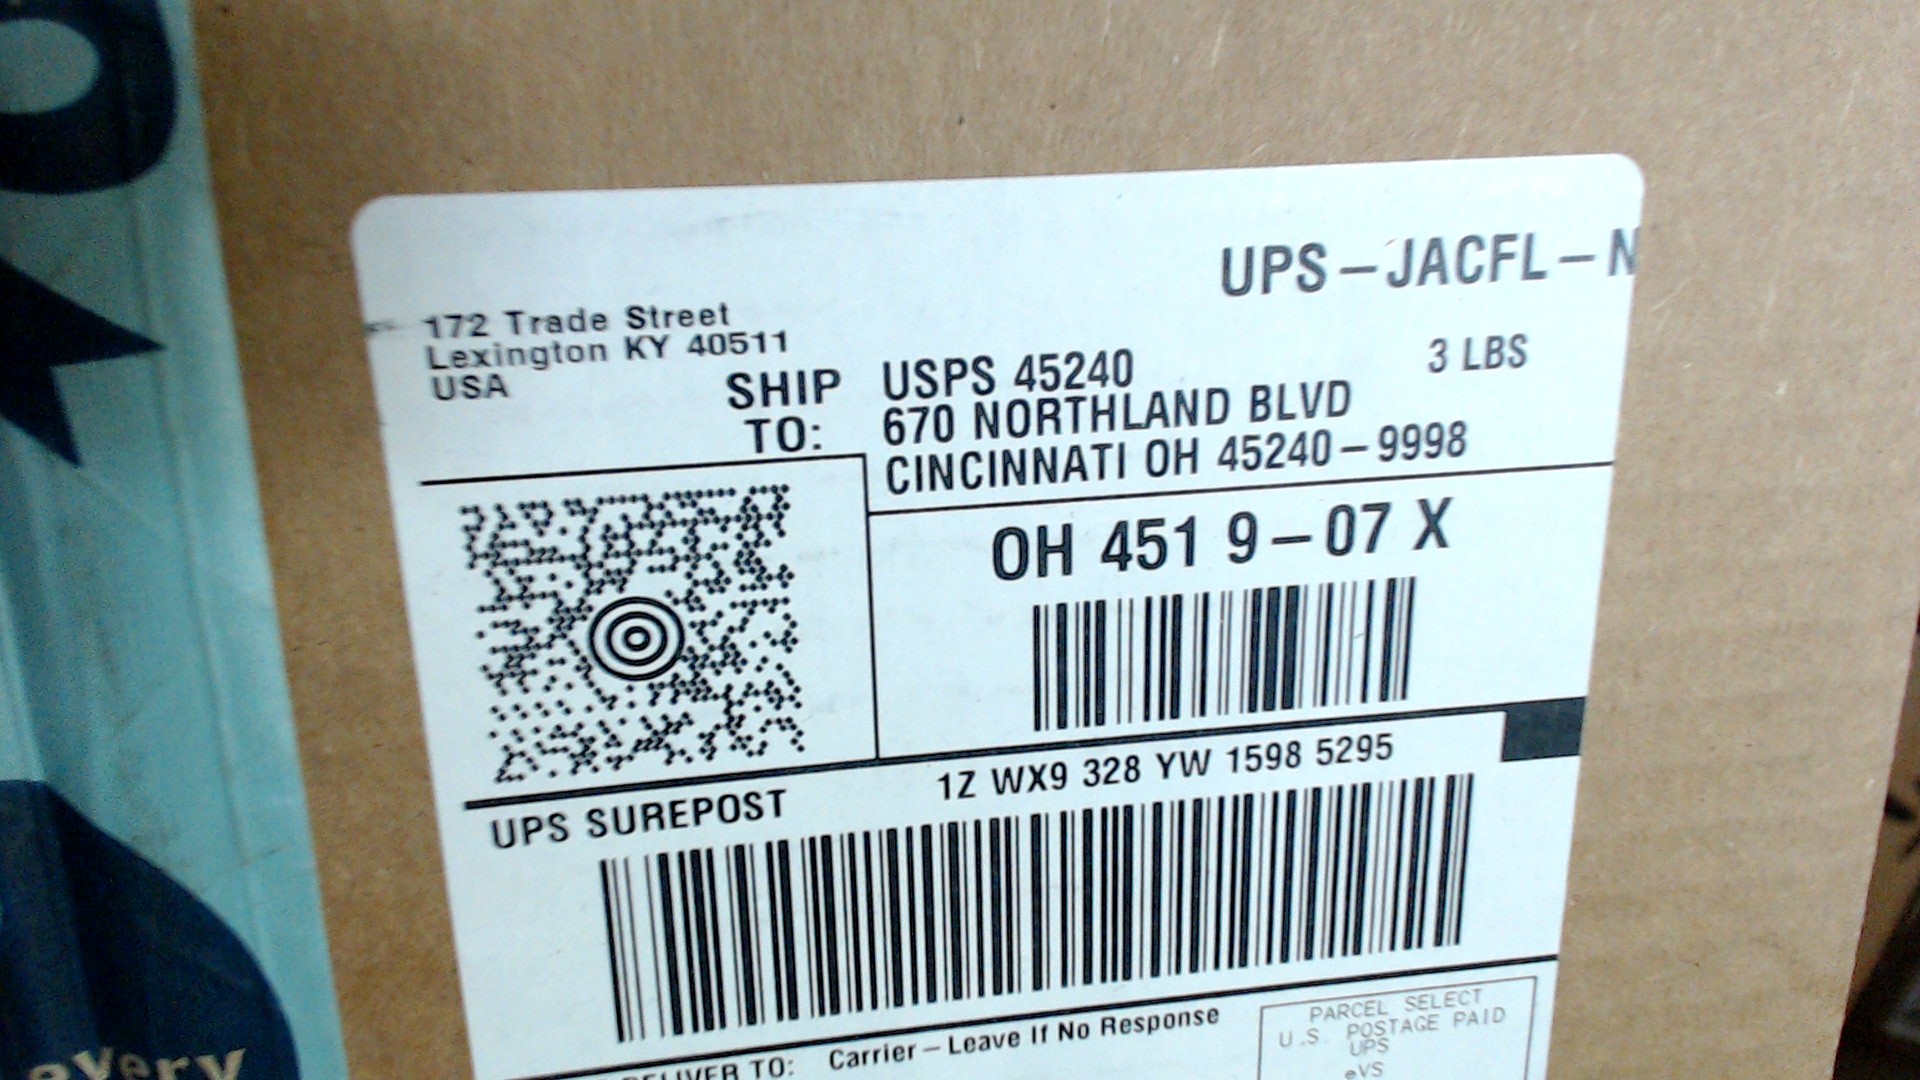 UPS-JACFL-N
172 Trade Street
Lexington KY 40511
USA
3 LBS
SHIP TO:
USPS 45240
670 NORTHLAND BLVD
CINCINNATI OH 45240-9998
OH 451 9-07 X
UPS SUREPOST
1Z WX9 328 YW 1598 5295
TO: Carrier-Leave If No Response
PARCEL SELECT
U.S. POSTAGE PAID
UPS
eVS
every